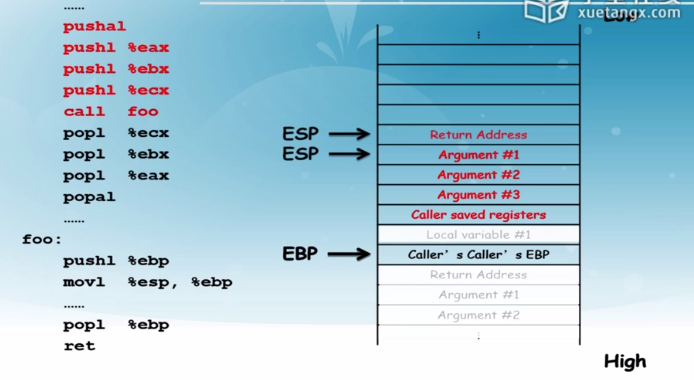 ……
pushal
pushl %eax
pushl %ebx
pushl %ecx
call foo
popl %ecx
popl %ebx
popl %eax
popal
……
foo:
pushl %ebp
movl %esp, %ebp
……
popl %ebp
ret
xuetangx.com
⋮
ESP
Return Address
ESP
Argument #1
Argument #2
Argument #3
Caller saved registers
Local variable #1
EBP
Caller's Caller's EBP
Return Address
Argument #1
Argument #2
⋮
High